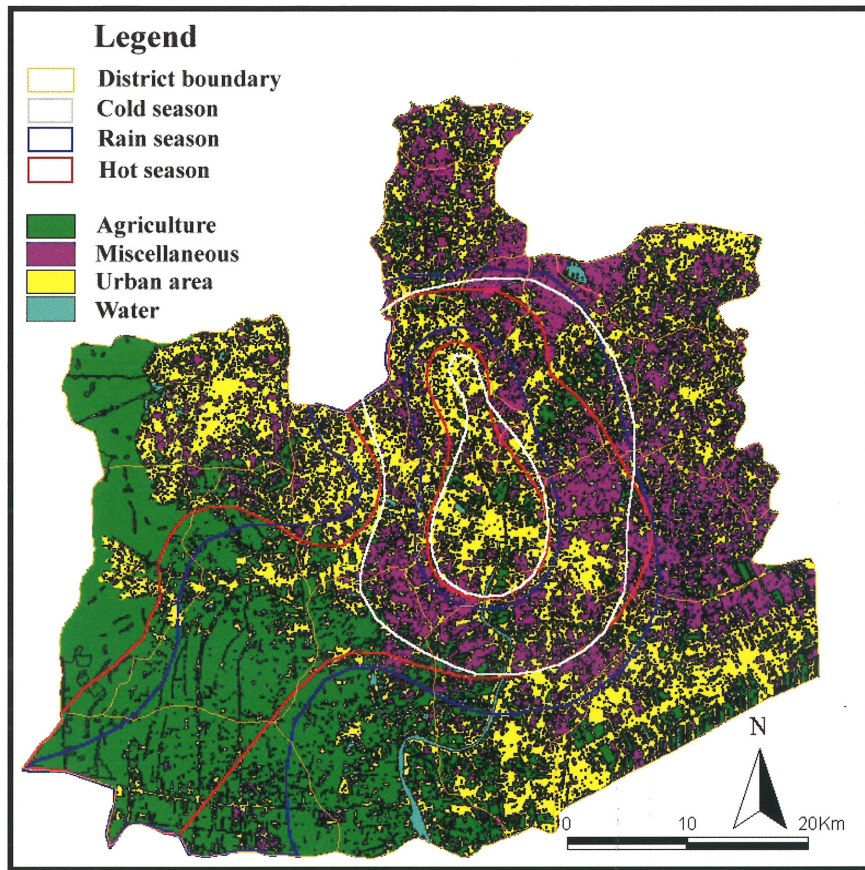 Legend
District boundary
Cold season
Rain season
Hot season
Agriculture
Miscellaneous
Urban area
Water
N
0 10 20Km